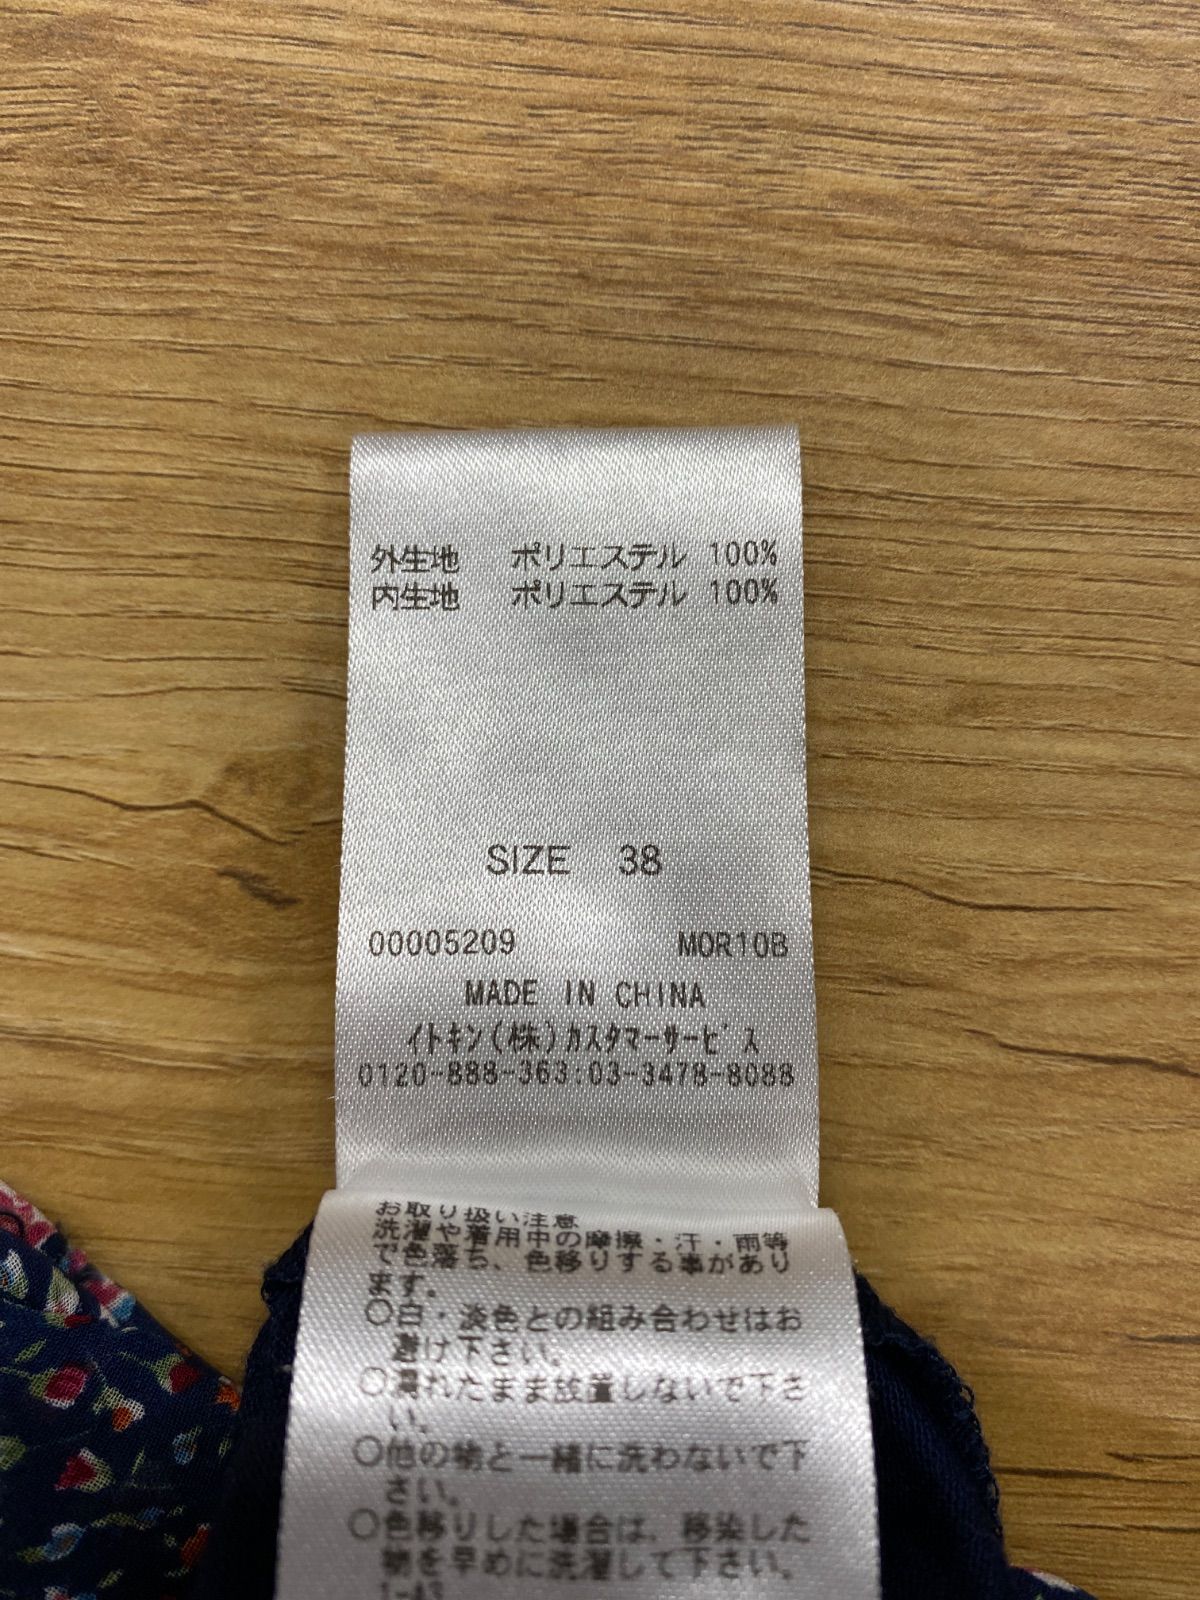 外生地 ポリエステル 100%
内生地 ポリエステル 100%
SIZE 38
00005209 MOR10B
MADE IN CHINA
イトキン(株)カスタマーサービス
0120-888-363:03-3478-8088
お取り扱い注意
洗濯や着用中の摩擦・汗・雨等
で色落ち、色移りする事があり
ます。
○白・淡色との組み合わせはお
避け下さい。
○濡れたまま放置しないで下さ
い。
○他の物と一緒に洗わないで下
さい。
○色移りした場合は、移染した
物を早めに洗濯して下さい。
1-A3